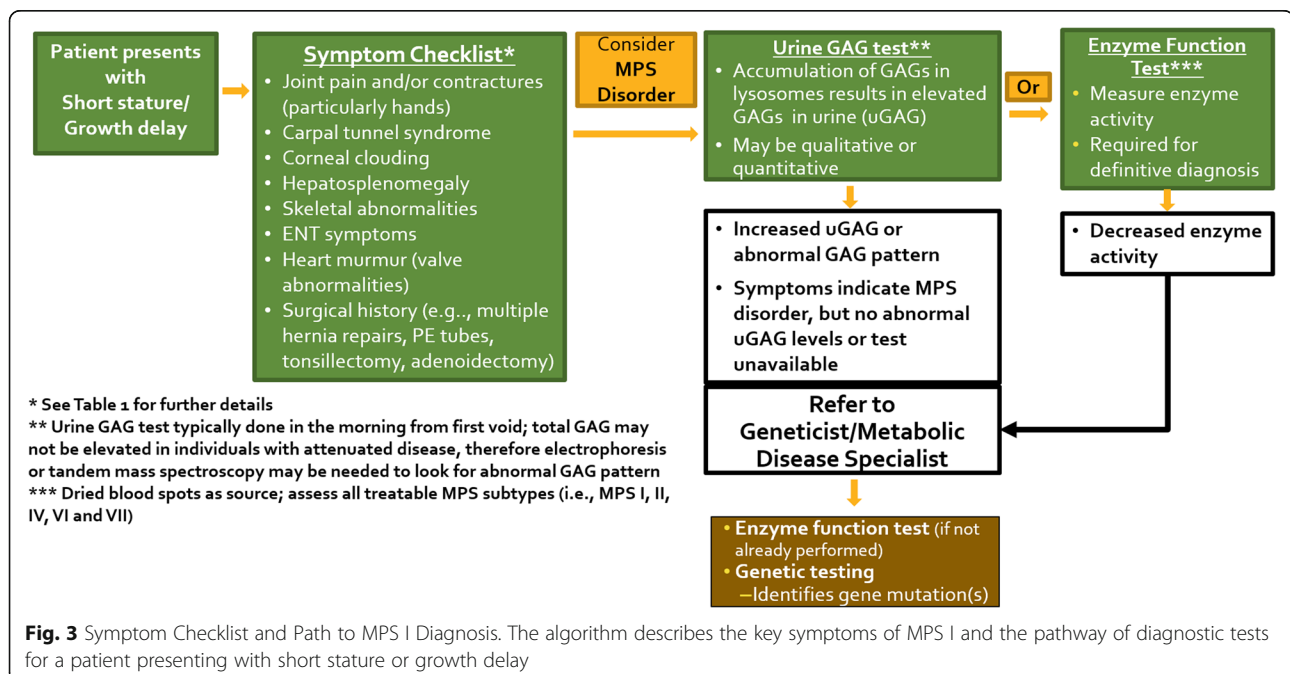 Patient presents
with
Short stature/
Growth delay
Symptom Checklist*
• Joint pain and/or contractures
(particularly hands)
• Carpal tunnel syndrome
• Corneal clouding
• Hepatosplenomegaly
• Skeletal abnormalities
• ENT symptoms
• Heart murmur (valve
abnormalities)
• Surgical history (e.g.., multiple
hernia repairs, PE tubes,
tonsillectomy, adenoidectomy)
Consider
MPS
Disorder
Urine GAG test**
• Accumulation of GAGs in
lysosomes results in elevated
GAGs in urine (uGAG)
• May be qualitative or
quantitative
Or
Enzyme Function
Test***
• Measure enzyme
activity
• Required for
definitive diagnosis
• Increased uGAG or
abnormal GAG pattern
• Symptoms indicate MPS
disorder, but no abnormal
uGAG levels or test
unavailable
• Decreased enzyme
activity
Refer to
Geneticist/Metabolic
Disease Specialist
• Enzyme function test (if not
already performed)
• Genetic testing
–Identifies gene mutation(s)
* See Table 1 for further details
** Urine GAG test typically done in the morning from first void; total GAG may
not be elevated in individuals with attenuated disease, therefore electrophoresis
or tandem mass spectroscopy may be needed to look for abnormal GAG pattern
*** Dried blood spots as source; assess all treatable MPS subtypes (i.e., MPS I, II,
IV, VI and VII)
Fig. 3 Symptom Checklist and Path to MPS I Diagnosis. The algorithm describes the key symptoms of MPS I and the pathway of diagnostic tests
for a patient presenting with short stature or growth delay